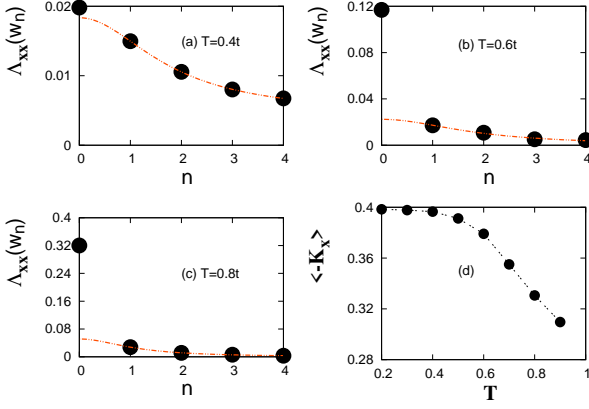 0.02
0.01
0
Λxx(wn)
(a) T=0.4t
0 1 2 3 4
n
0.12
0.08
0.04
0
Λxx(wn)
(b) T=0.6t
0 1 2 3 4
n
0.4
0.32
0.24
0.16
0.08
0
Λxx(wn)
(c) T=0.8t
0 1 2 3 4
n
0.4
0.36
0.32
0.28
<-Kx>
(d)
0.2 0.4 0.6 0.8 1
T